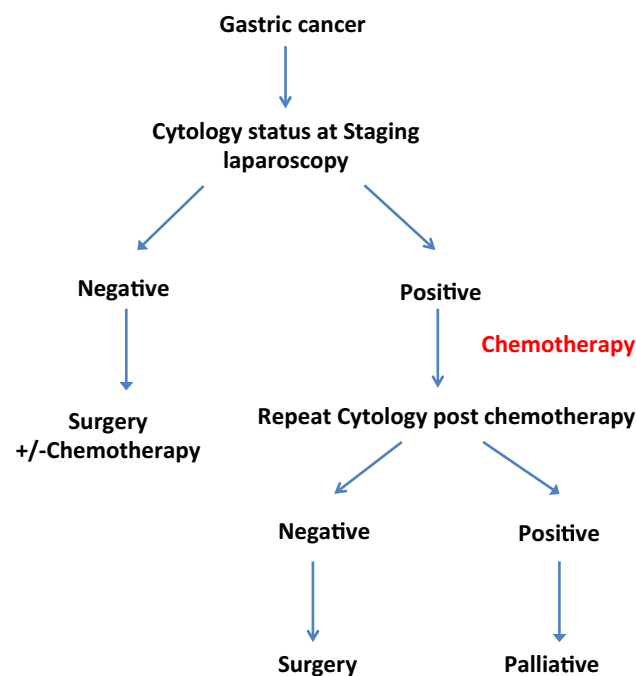 Gastric cancer
Cytology status at Staging
laparoscopy
Negative
Positive
Chemotherapy
Surgery
+/-Chemotherapy
Repeat Cytology post chemotherapy
Negative
Positive
Surgery
Palliative